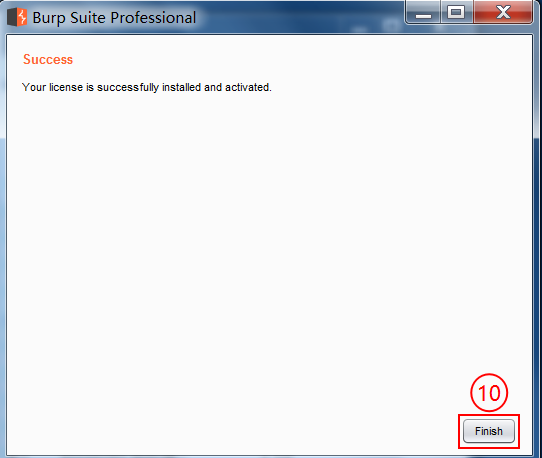 Burp Suite Professional
Success
Your license is successfully installed and activated.
10
Finish